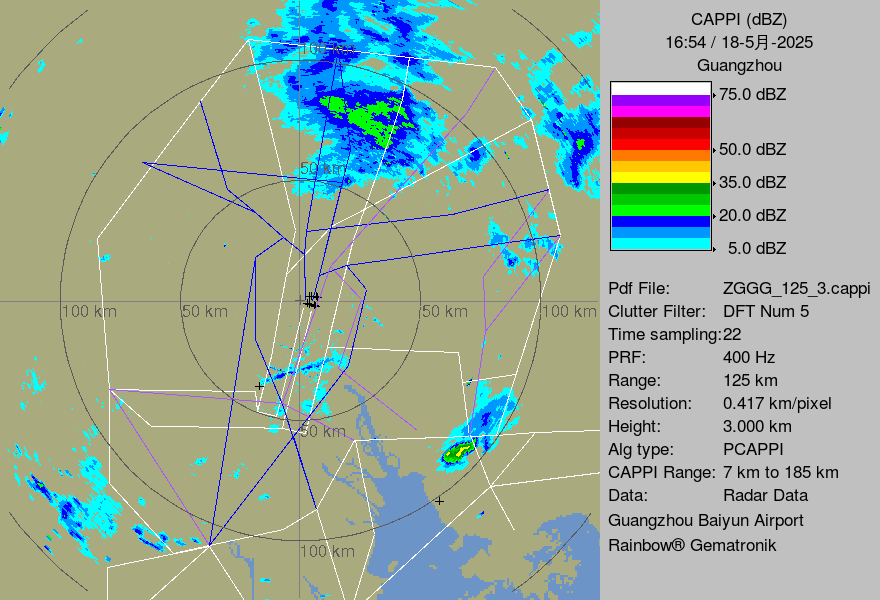 CAPPI (dBZ)
16:54 / 18-5月-2025
Guangzhou
75.0 dBZ
50.0 dBZ
35.0 dBZ
20.0 dBZ
5.0 dBZ
Pdf File: ZGGG_125_3.cappi
Clutter Filter: DFT Num 5
Time sampling:22
PRF: 400 Hz
Range: 125 km
Resolution: 0.417 km/pixel
Height: 3.000 km
Alg type: PCAPPI
CAPPI Range: 7 km to 185 km
Data: Radar Data
Guangzhou Baiyun Airport
Rainbow® Gematronik
100 km
50 km
100 km
50 km
50 km
100 km
50 km
100 km